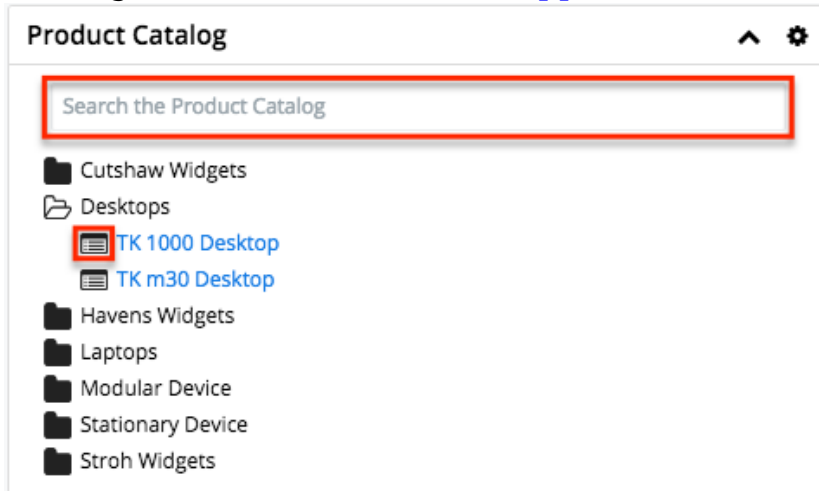 Product Catalog
Search the Product Catalog
Cutshaw Widgets
Desktops
TK 1000 Desktop
TK m30 Desktop
Havens Widgets
Laptops
Modular Device
Stationary Device
Stroh Widgets